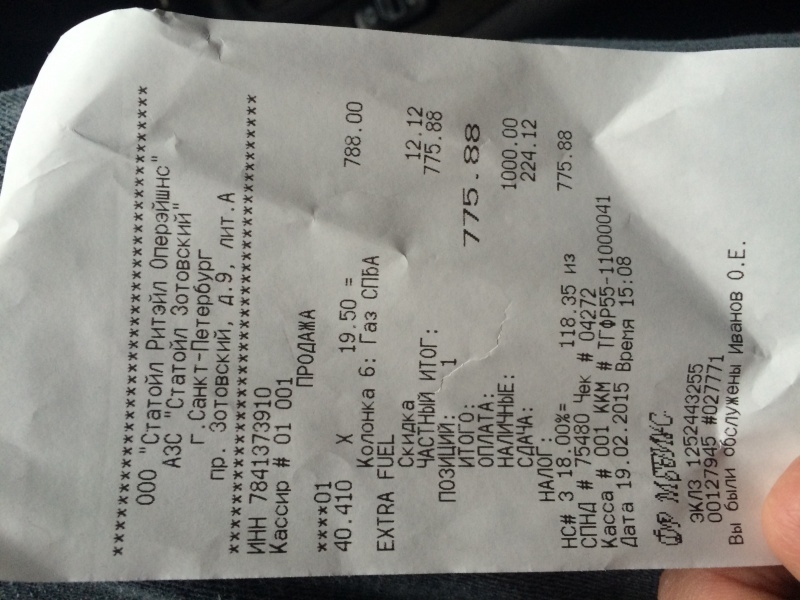 ************************************
ООО "Статойл Ритэйл Оперэйшнс"
АЗС "Статойл Зотовский"
г.Санкт-Петербург
пр. Зотовский, д.9, лит.А
************************************
ИНН 7841373910
Кассир # 01 001
ПРОДАЖА
****01
40.410 X 19.50 = 788.00
Колонка 6: Газ СПБА
EXTRA FUEL
Скидка 12.12
ЧАСТНЫЙ ИТОГ: 775.88
ПОЗИЦИЙ: 1
ИТОГО: 775.88
ОПЛАТА:
НАЛИЧНЫЕ: 1000.00
СДАЧА: 224.12
НАЛОГ:
НС# 3 18.00%= 118.35 из 775.88
СПНД # 75480 Чек # 04272
Касса # 001 ККМ # ТГФР55-11000041
Дата 19.02.2015 Время 15:08
ЭКЛЗ 1252443255
00127945 #027771
Вы были обслужены Иванов О.Е.